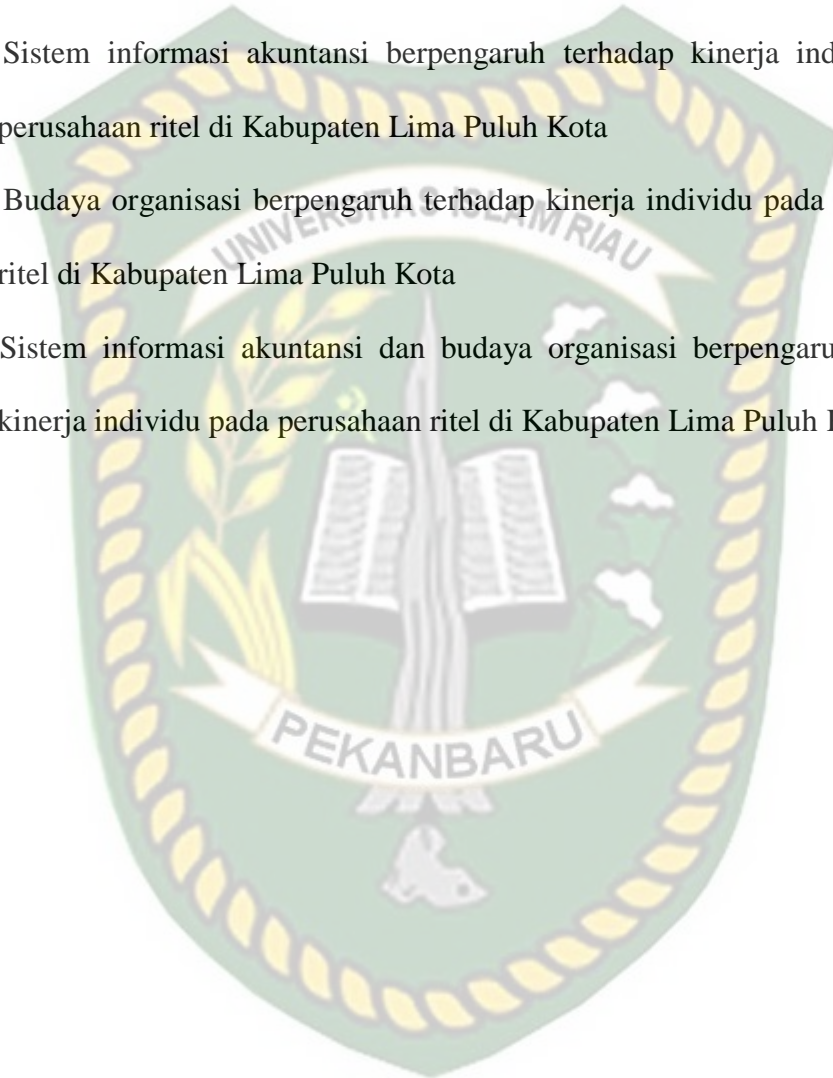 Sistem informasi akuntansi berpengaruh terhadap kinerja
perusahaan ritel di Kabupaten Lima Puluh Kota
Budaya organisasi berpengaruh terhadap kinerja individu pada
ritel di Kabupaten Lima Puluh Kota
Sistem informasi akuntansi dan budaya organisasi
kinerja individu pada perusahaan ritel di Kabupaten Lima Puluh
UNIVERSITAS ISLAM RIAU
PEKANBARU